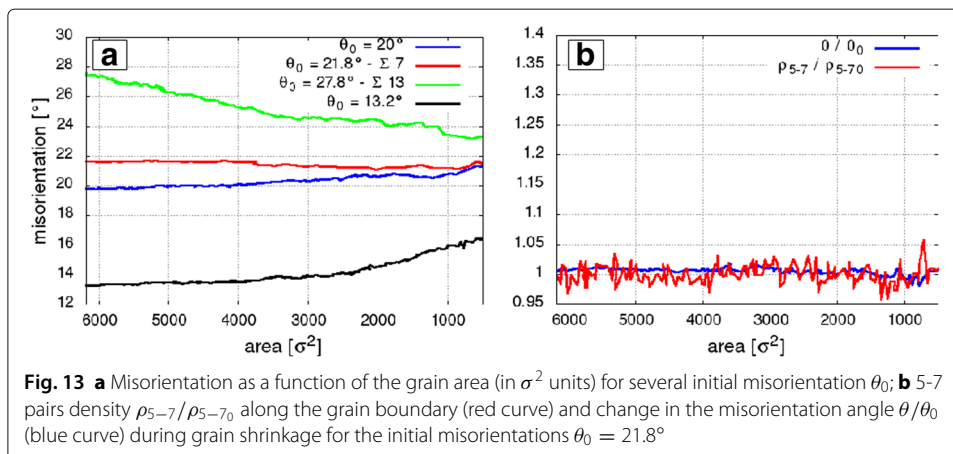 a
θ₀ = 20°
θ₀ = 21.8° - Σ 7
θ₀ = 27.8° - Σ 13
θ₀ = 13.2°
misorientation [°]
30
28
26
24
22
20
18
16
14
12
6000 5000 4000 3000 2000 1000
area [σ²]
b
θ / θ₀
ρ₅₋₇ / ρ₅₋₇₀
1.4
1.35
1.3
1.25
1.2
1.15
1.1
1.05
1
0.95
6000 5000 4000 3000 2000 1000
area [σ²]
Fig. 13 a Misorientation as a function of the grain area (in σ² units) for several initial misorientation θ₀; b 5-7
pairs density ρ₅₋₇/ρ₅₋₇₀ along the grain boundary (red curve) and change in the misorientation angle θ/θ₀
(blue curve) during grain shrinkage for the initial misorientations θ₀ = 21.8°